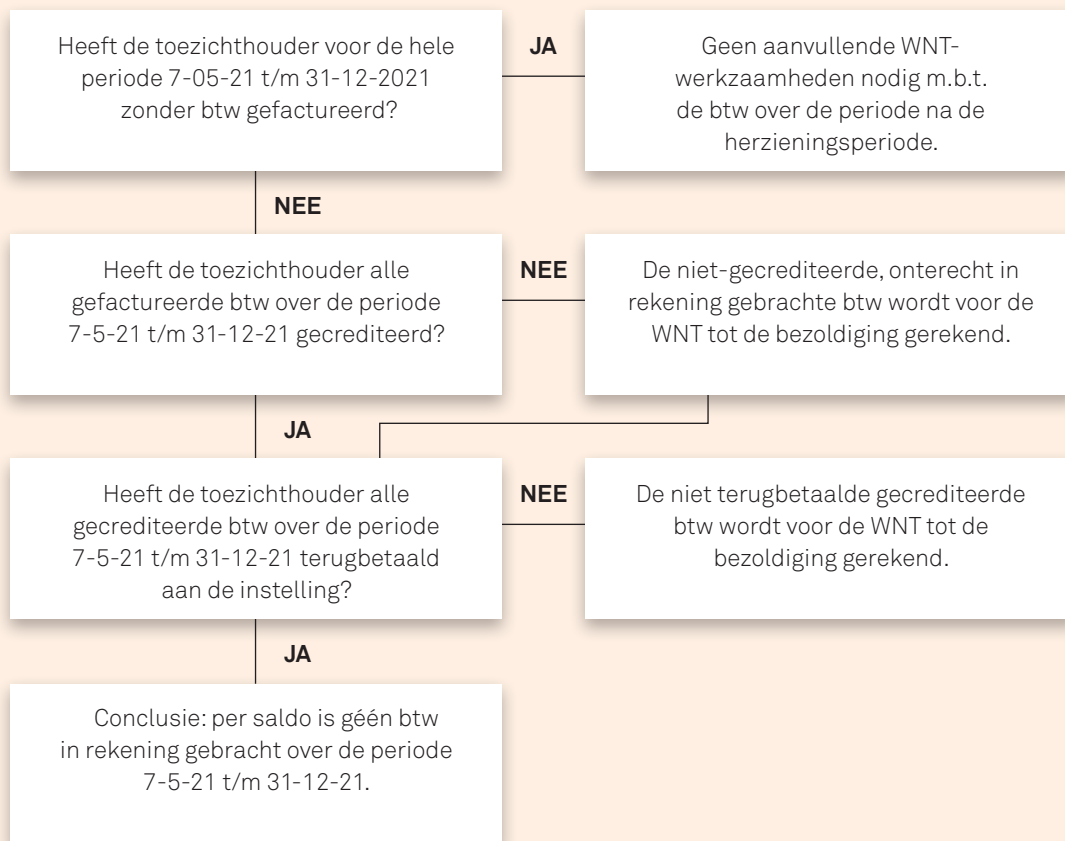 Heeft de toezichthouder voor de hele
periode 7-05-21 t/m 31-12-2021
zonder btw gefactureerd?
JA
Geen aanvullende WNT-
werkzaamheden nodig m.b.t.
de btw over de periode na de
herzieningsperiode.
NEE
Heeft de toezichthouder alle
gefactureerde btw over de periode
7-5-21 t/m 31-12-21 gecrediteerd?
NEE
De niet-gecrediteerde, onterecht in
rekening gebrachte btw wordt voor de
WNT tot de bezoldiging gerekend.
JA
Heeft de toezichthouder alle
gecrediteerde btw over de periode
7-5-21 t/m 31-12-21 terugbetaald
aan de instelling?
NEE
De niet terugbetaalde gecrediteerde
btw wordt voor de WNT tot de
bezoldiging gerekend.
JA
Conclusie: per saldo is géén btw
in rekening gebracht over de periode
7-5-21 t/m 31-12-21.